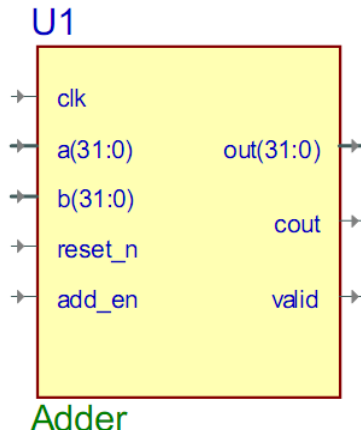 U1
clk
a(31:0)
out(31:0)
b(31:0)
cout
reset_n
add_en
valid
Adder